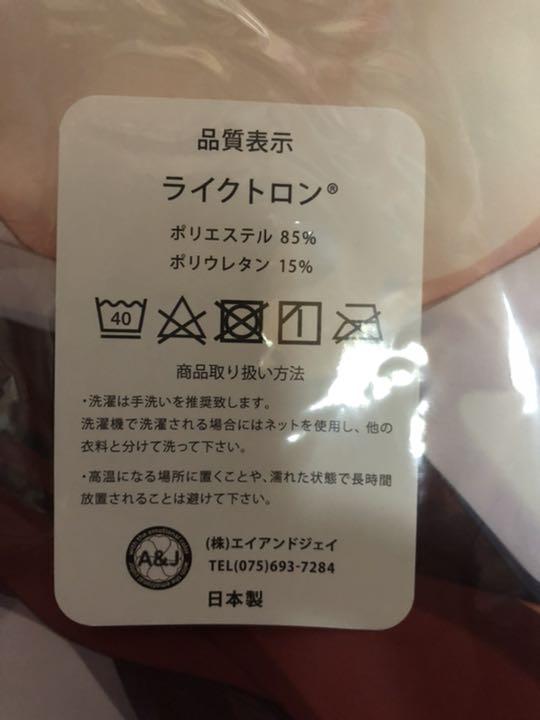 品質表示
ライクトロン®
ポリエステル 85%
ポリウレタン 15%
40
商品取り扱い方法
・洗濯は手洗いを推奨致します。
洗濯機で洗濯される場合にはネットを使用し、他の
衣料と分けて洗って下さい。
・高温になる場所に置くことや、濡れた状態で長時間
放置されることは避けて下さい。
A&J
(株)エイアンドジェイ
TEL(075)693-7284
日本製